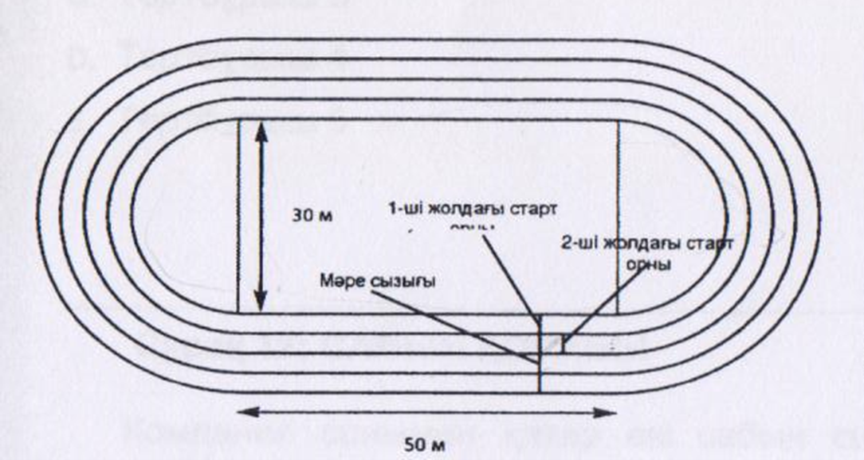 30 м
1-ші жолдағы старт
2-ші жолдағы старт
орны
Мәре сызығы
50 м